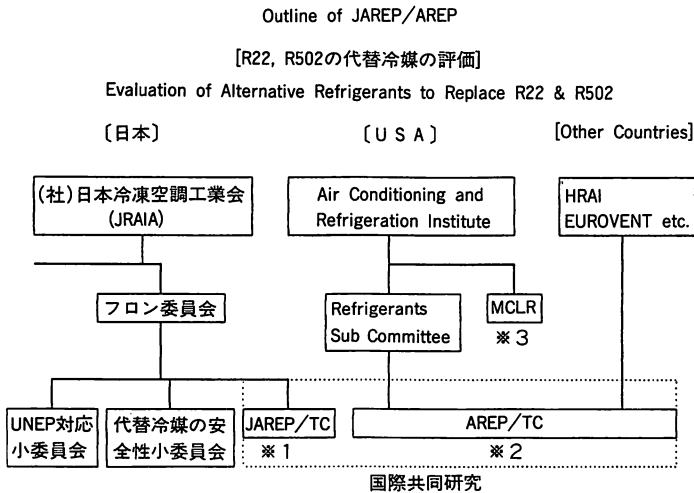 Outline of JAREP/AREP
[R22, R502の代替冷媒の評価]
Evaluation of Alternative Refrigerants to Replace R22 & R502
〔日本〕
〔USA〕
[Other Countries]
(社)日本冷凍空調工業会
(JRAIA)
Air Conditioning and
Refrigeration Institute
HRAI
EUROVENT etc.
フロン委員会
Refrigerants
Sub Committee
MCLR
※3
UNEP対応
小委員会
代替冷媒の安
全性小委員会
JAREP/TC
※1
AREP/TC
※2
国際共同研究